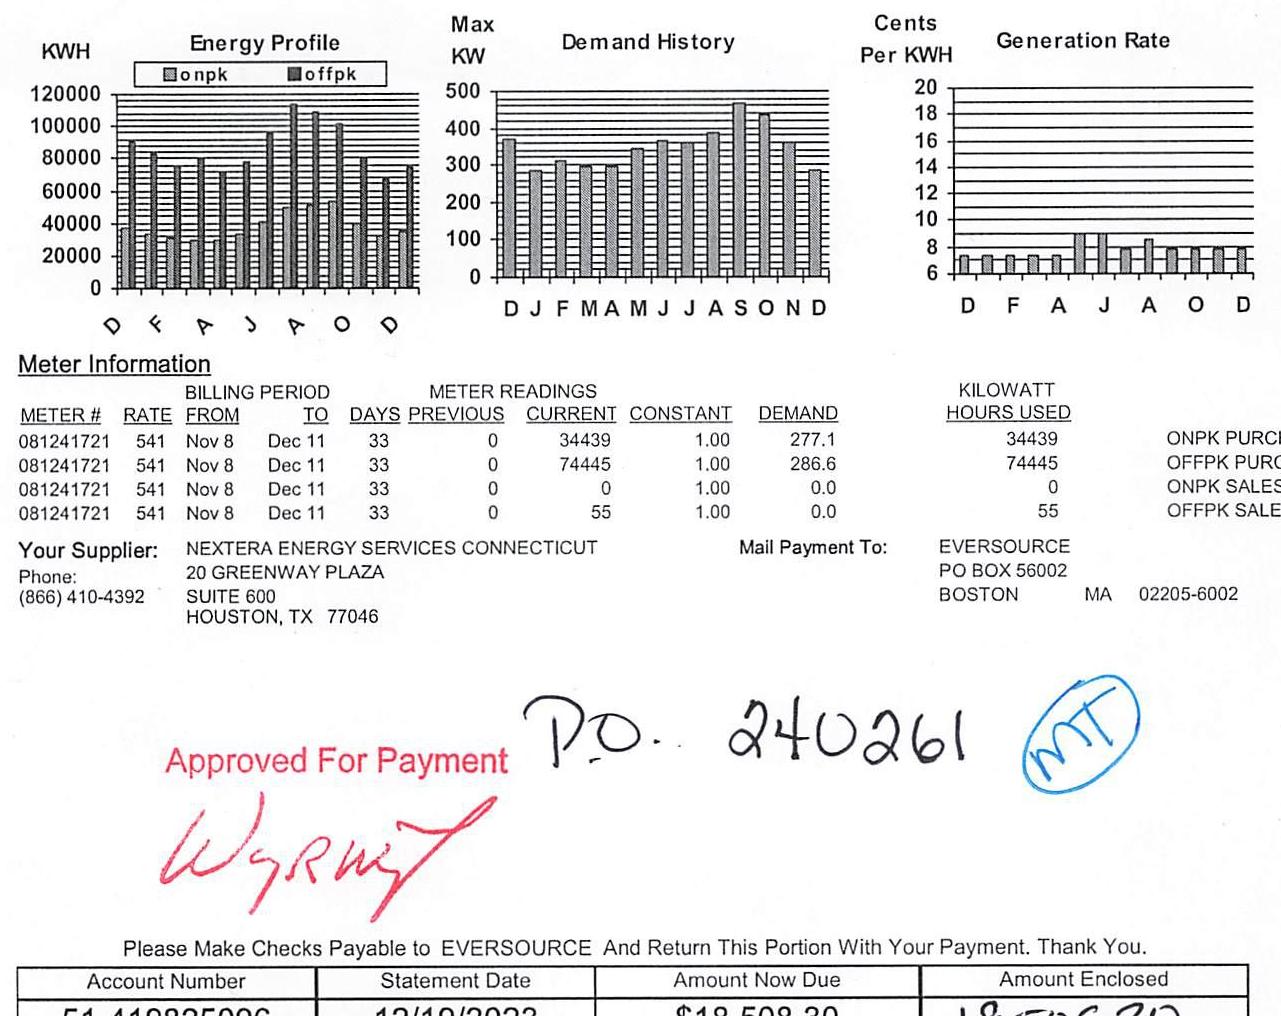 KWH Energy Profile
onpk offpk
120000
100000
80000
60000
40000
20000
0
D F A J A O D
Max
KW
Demand History
500
400
300
200
100
0
D J F M A M J J A S O N D
Cents
Per KWH
Generation Rate
20
18
16
14
12
10
8
6
D F A J A O D
Meter Information
BILLING PERIOD METER READINGS KILOWATT
METER # RATE FROM TO DAYS PREVIOUS CURRENT CONSTANT DEMAND HOURS USED
081241721 541 Nov 8 Dec 11 33 0 34439 1.00 277.1 34439 ONPK PURC
081241721 541 Nov 8 Dec 11 33 0 74445 1.00 286.6 74445 OFFPK PURC
081241721 541 Nov 8 Dec 11 33 0 0 1.00 0.0 0 ONPK SALES
081241721 541 Nov 8 Dec 11 33 0 55 1.00 0.0 55 OFFPK SALE
Your Supplier: NEXTERA ENERGY SERVICES CONNECTICUT Mail Payment To: EVERSOURCE
Phone: 20 GREENWAY PLAZA PO BOX 56002
(866) 410-4392 SUITE 600 BOSTON MA 02205-6002
HOUSTON, TX 77046
P.O. 240261 MT
Approved For Payment
Please Make Checks Payable to EVERSOURCE And Return This Portion With Your Payment. Thank You.
Account Number Statement Date Amount Now Due Amount Enclosed
12/19/2023 $18,508.30